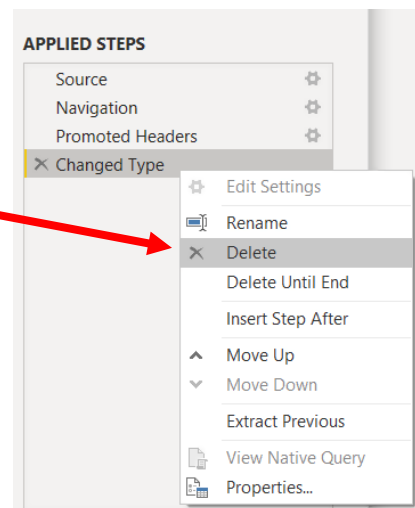 APPLIED STEPS
Source
Navigation
Promoted Headers
Changed Type
Edit Settings
Rename
Delete
Delete Until End
Insert Step After
Move Up
Move Down
Extract Previous
View Native Query
Properties...